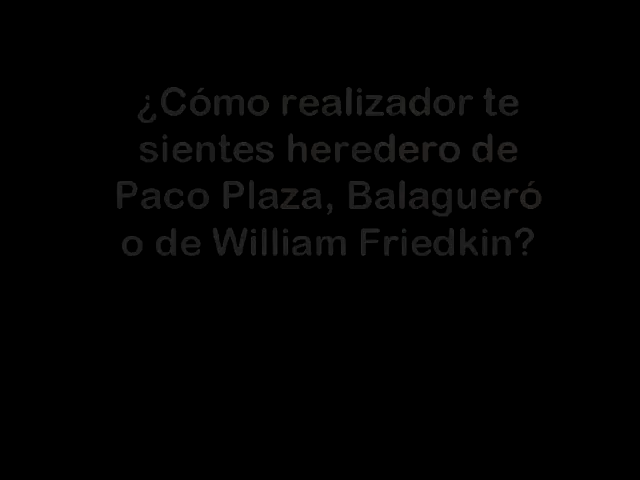 ¿Cómo realizador te
sientes heredero de
Paco Plaza, Balagueró
o de William Friedkin?